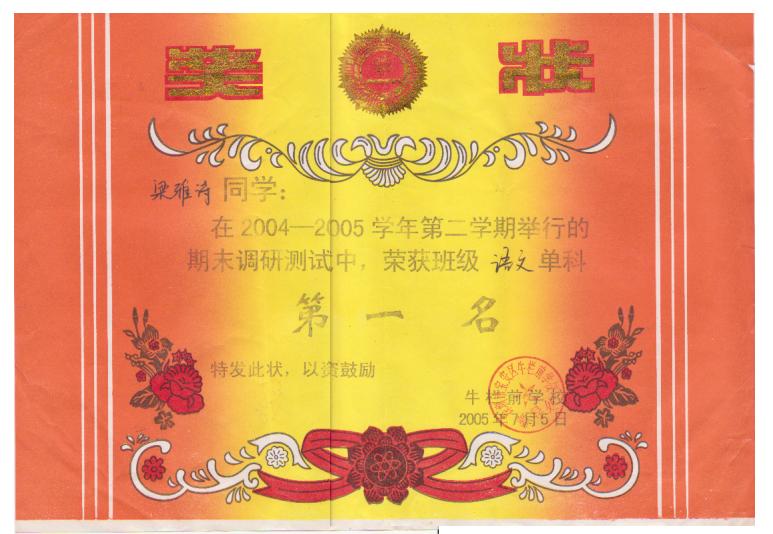 奖 状
梁雅诗 同学：
在 2004—2005 学年第二学期举行的
期末调研测试中，荣获班级 语文 单科
第一名
特发此状，以资鼓励
牛栏前学校
2005 年 7 月 5 日